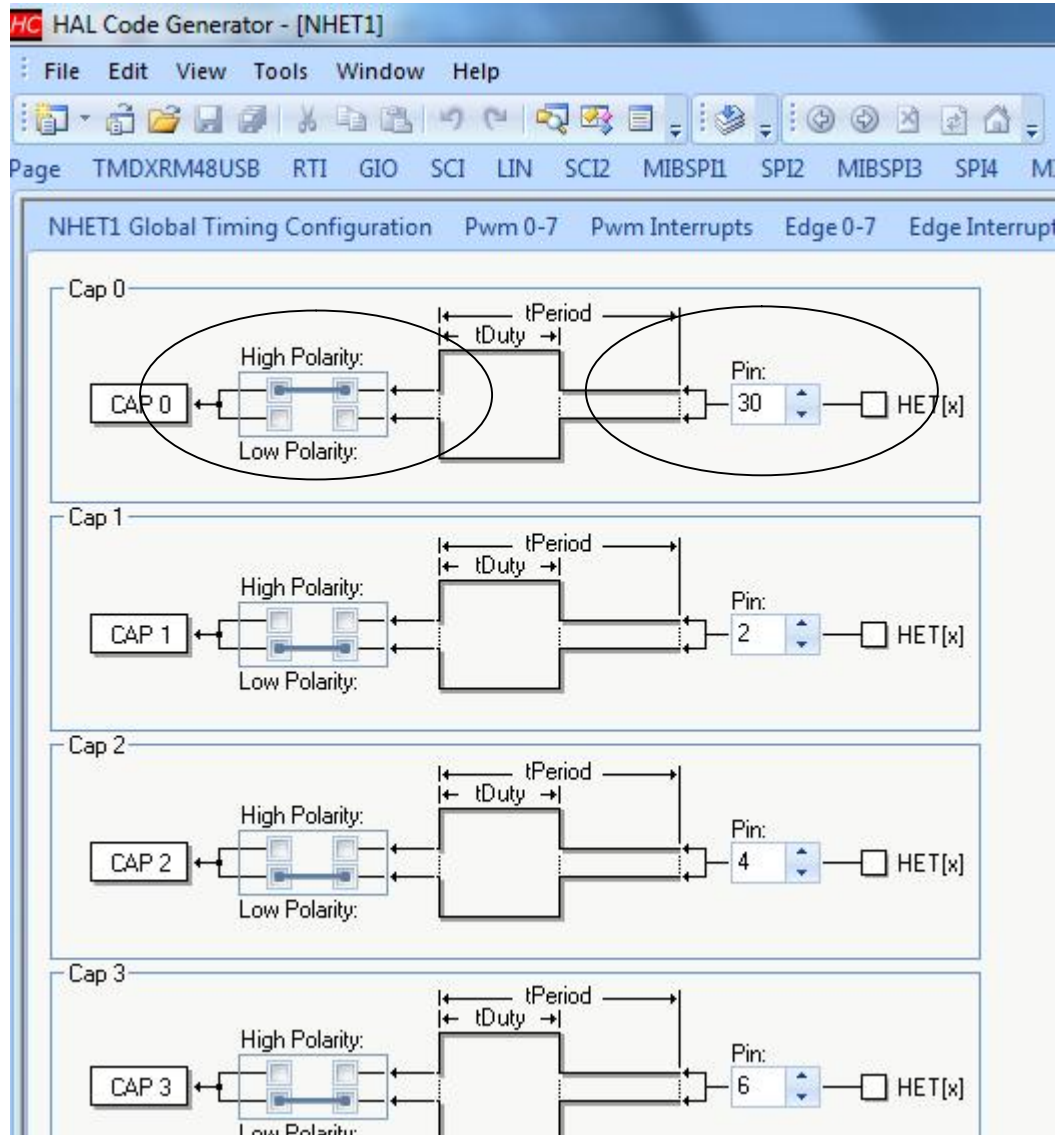 HC HAL Code Generator - [NHET1]
File Edit View Tools Window Help
Page TMDXRM48USB RTI GIO SCI LIN SCI2 MIBSPI1 SPI2 MIBSPI3 SPI4
NHET1 Global Timing Configuration Pwm 0-7 Pwm Interrupts Edge 0-7 Edge Interrupt
Cap 0
tPeriod
tDuty
High Polarity:
Pin:
CAP 0 30 HET[x]
Low Polarity:
Cap 1
tPeriod
tDuty
High Polarity:
Pin:
CAP 1 2 HET[x]
Low Polarity:
Cap 2
tPeriod
tDuty
High Polarity:
Pin:
CAP 2 4 HET[x]
Low Polarity:
Cap 3
tPeriod
tDuty
High Polarity:
Pin:
CAP 3 6 HET[x]
Low Polarity: